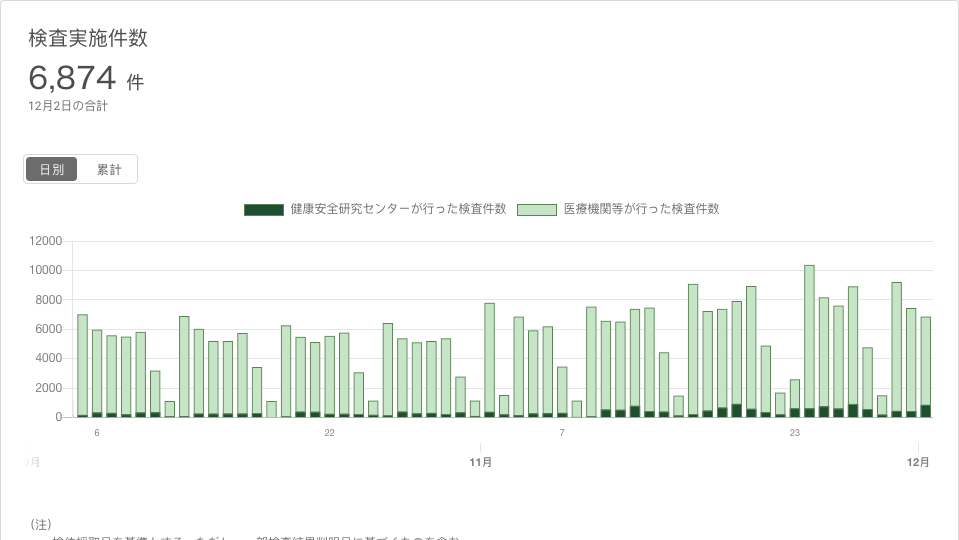 検査実施件数
6,874 件
12月2日の合計
日別 累計
健康安全研究センターが行った検査件数 医療機関等が行った検査件数
12000
10000
8000
6000
4000
2000
0
6 22 7 23
月 11月 12月
(注)